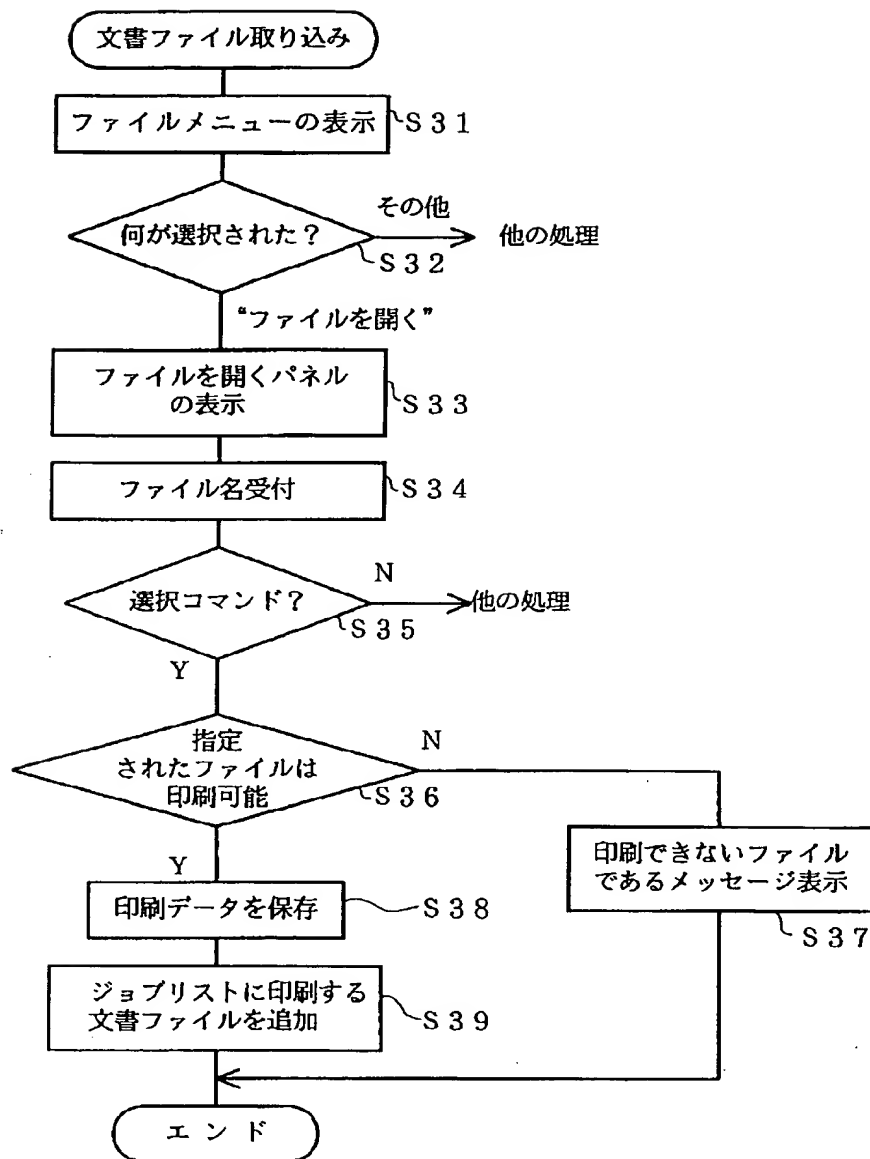 文書ファイル取り込み
ファイルメニューの表示
S31
何が選択された？
その他
他の処理
S32
“ファイルを開く”
ファイルを開くパネル
の表示
S33
ファイル名受付
S34
選択コマンド？
N
他の処理
S35
Y
指定
されたファイルは
印刷可能
N
S36
Y
印刷できないファイル
であるメッセージ表示
S37
印刷データを保存
S38
ジョブリストに印刷する
文書ファイルを追加
S39
エンド